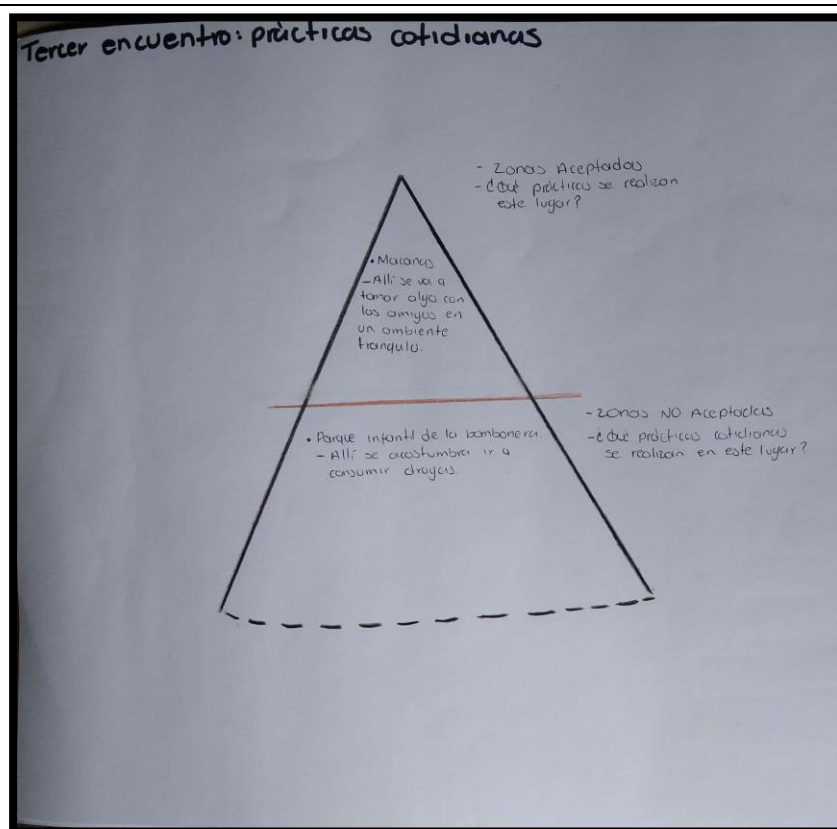 Tercer encuentro: prácticas cotidianas
- Zonas Aceptadas
- ¿Qué prácticas se realizan
este lugar?
• Macanas
- Allí se va a
tomar algo con
los amigos en
un ambiente
tranquilo.
- Zonas NO Aceptadas
- ¿Qué prácticas cotidianas
se realizan en este lugar?
• Parque infantil de la bombonera.
- Allí se acostumbra ir a
consumir drogas.